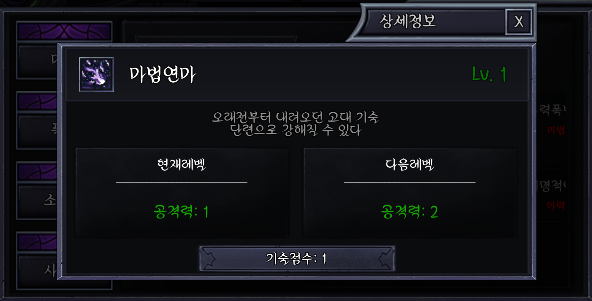 상세정보
X
마법연마
Lv. 1
오래전부터 내려오던 고대 기술
단련으로 강해질 수 있다
현재레벨
다음레벨
공격력: 1
공격력: 2
기술점수: 1